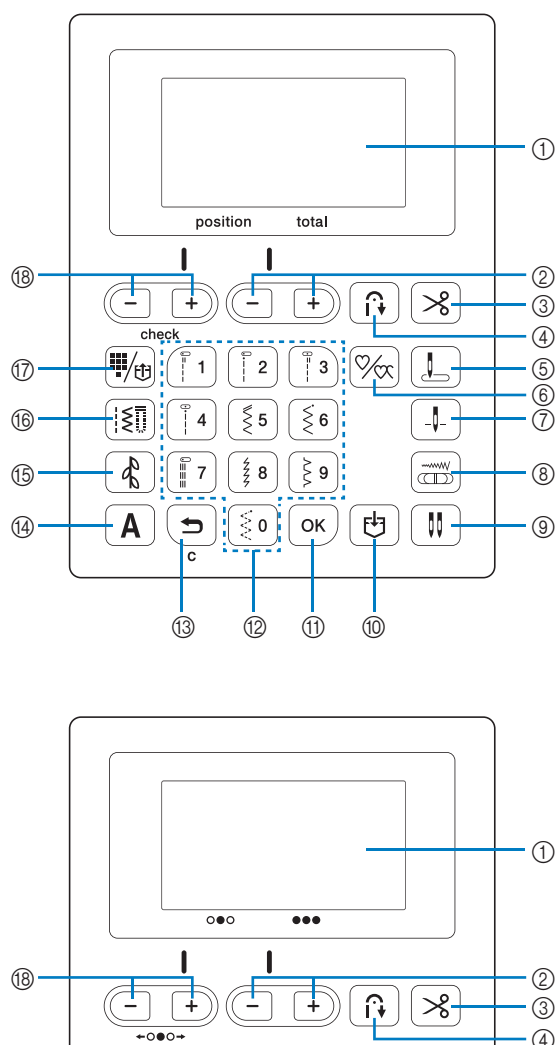 ①
position total
⑱ − + − + ② ③
④
check
⑰ 1 2 3 ⑤
⑥
⑯ 4 5 6 ⑦
⑮ 7 8 9 ⑧
⑭ A 0 OK ⑨
C
⑬ ⑫ ⑪ ⑩
①
⑱ − + − + ② ③
④